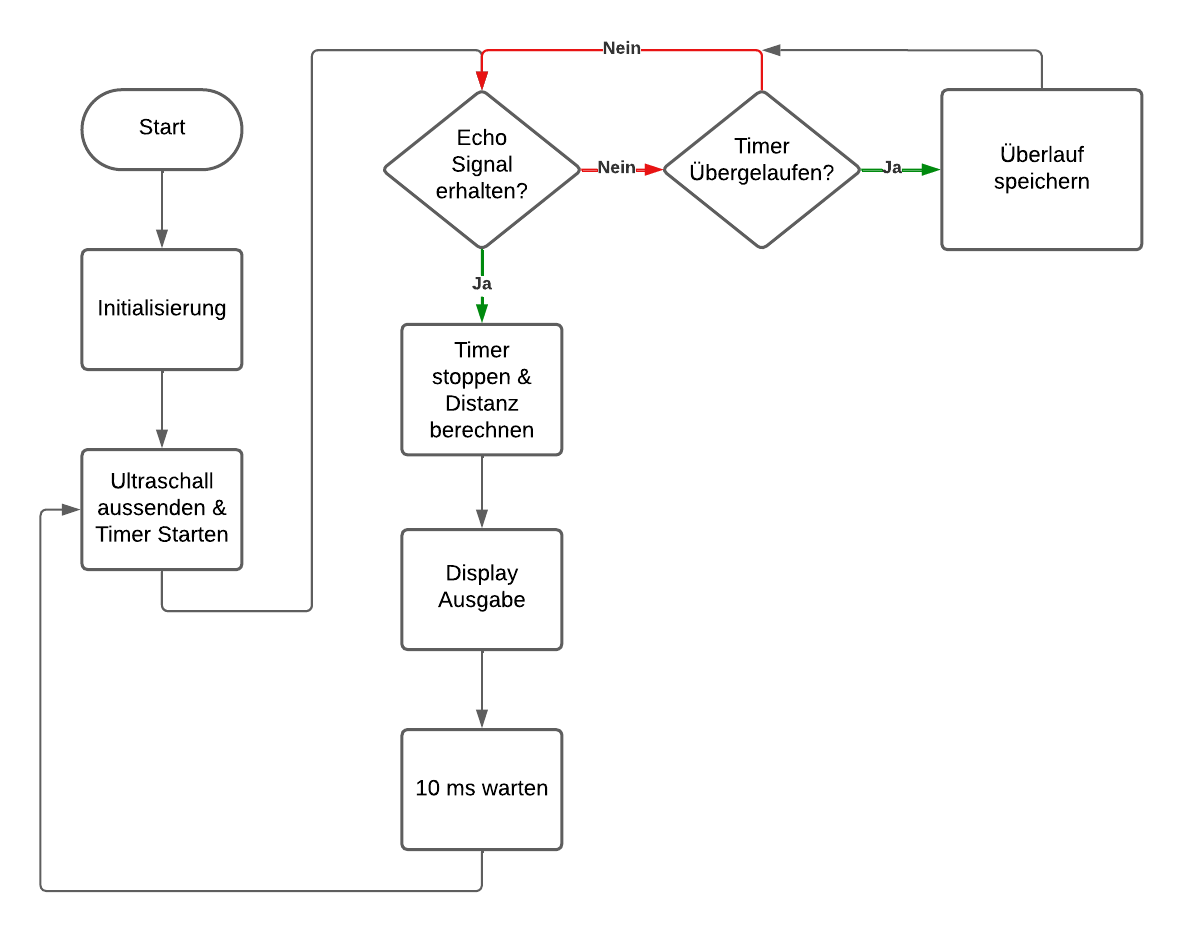 Start
Initialisierung
Ultraschall
aussenden &
Timer Starten
Nein
Echo
Signal
erhalten?
Nein
Timer
Übergelaufen?
Ja
Überlauf
speichern
Ja
Timer
stoppen &
Distanz
berechnen
Display
Ausgabe
10 ms warten